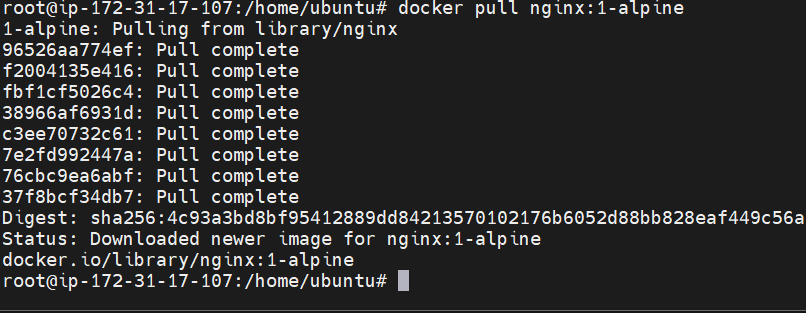 root@ip-172-31-17-107:/home/ubuntu# docker pull nginx:1-alpine
1-alpine: Pulling from library/nginx
96526aa774ef: Pull complete
f2004135e416: Pull complete
fbf1cf5026c4: Pull complete
38966af6931d: Pull complete
c3ee70732c61: Pull complete
7e2fd992447a: Pull complete
76cbc9ea6abf: Pull complete
37f8bcf34db7: Pull complete
Digest: sha256:4c93a3bd8bf95412889dd84213570102176b6052d88bb828eaf449c56a
Status: Downloaded newer image for nginx:1-alpine
docker.io/library/nginx:1-alpine
root@ip-172-31-17-107:/home/ubuntu#